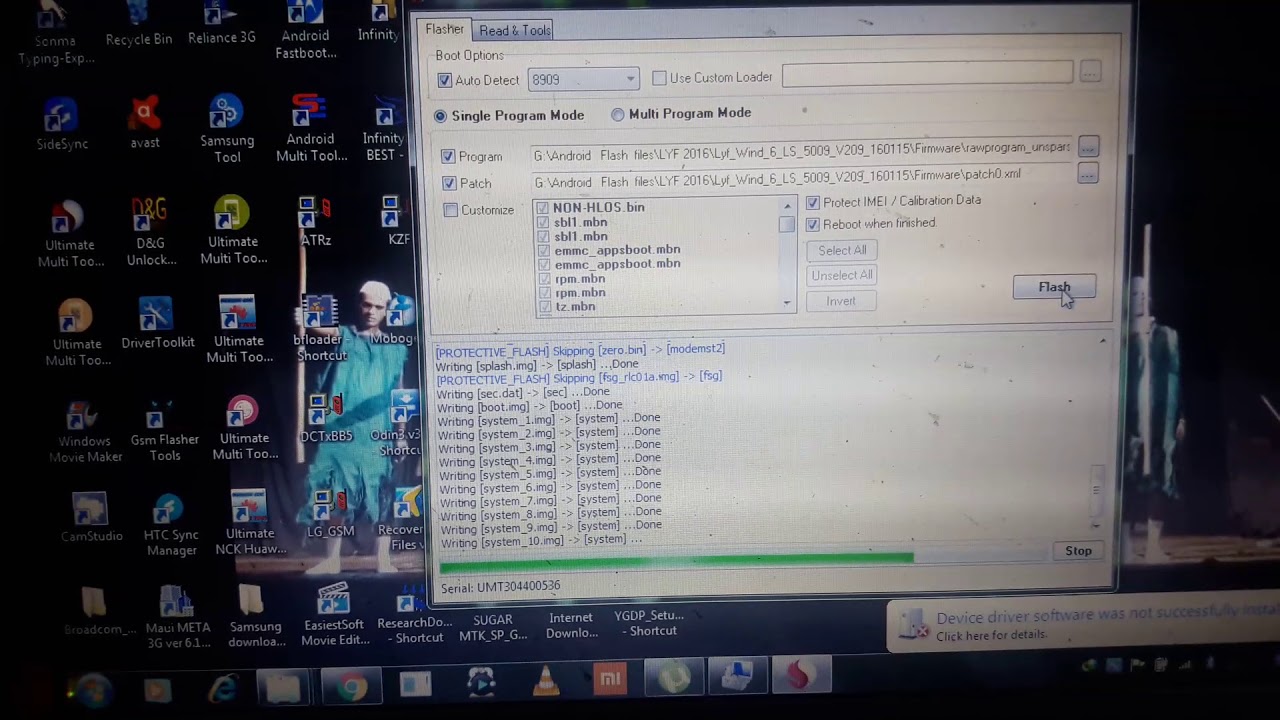 Sonma
Typing-Exp...
Recycle Bin
Reliance 3G
Android
Fastboot...
Infinity
SideSync
avast
Samsung
Tool
Android
Multi Tool...
Infinity
BEST -
Ultimate
Multi Too...
D&G
Unlock...
Ultimate
Multi Too...
ATRz
KZF
Ultimate
Multi Too...
DriverToolkit
Ultimate
Multi Too...
bfloader -
Shortcut
Mobog
Windows
Movie Maker
Gsm Flasher
Tools
Ultimate
Multi Too...
DCTxBB5
Odin3.v3
Shortcu
CamStudio
HTC Sync
Manager
Ultimate
NCK Huaw...
LG_GSM
Recover
Files v
Broadcom_...
Maui META
3G ver 6.1...
Samsung
downloa...
EasiestSoft
Movie Edit...
ResearchDo...
- Shortcut
SUGAR
MTK_SP_G...
Internet
Downlo...
YGDP_Setu...
- Shortcut
Flasher
Read & Tools
Boot Options
Auto Detect
8909
Use Custom Loader
...
Single Program Mode
Multi Program Mode
Program
G:\Android Flash files\LYF 2016\Lyf_Wind_6_LS_5009_V209_160115\Firmware\rawprogram_unspars
...
Patch
G:\Android Flash files\LYF 2016\Lyf_Wind_6_LS_5009_V209_160115\Firmware\patch0.xml
...
Customize
NON-HLOS.bin
sbl1.mbn
sbl1.mbn
emmc_appsboot.mbn
emmc_appsboot.mbn
rpm.mbn
rpm.mbn
tz.mbn
Protect IMEI / Calibration Data
Reboot when finished.
Select All
Unselect All
Invert
Flash
[PROTECTIVE_FLASH] Skipping [zero.bin] -> [modemst2]
Writing [splash.img] -> [splash] ...Done
[PROTECTIVE_FLASH] Skipping [fsg_rlc01a.img] -> [fsg]
Writing [sec.dat] -> [sec] ...Done
Writing [boot.img] -> [boot] ...Done
Writing [system_1.img] -> [system] ...Done
Writing [system_2.img] -> [system] ...Done
Writing [system_3.img] -> [system] ...Done
Writing [system_4.img] -> [system] ...Done
Writing [system_5.img] -> [system] ...Done
Writing [system_6.img] -> [system] ...Done
Writing [system_7.img] -> [system] ...Done
Writing [system_8.img] -> [system] ...Done
Writing [system_9.img] -> [system] ...Done
Writing [system_10.img] -> [system] ...
Stop
Serial: UMT304400536
Device driver software was not successfully insta
Click here for details.
mi